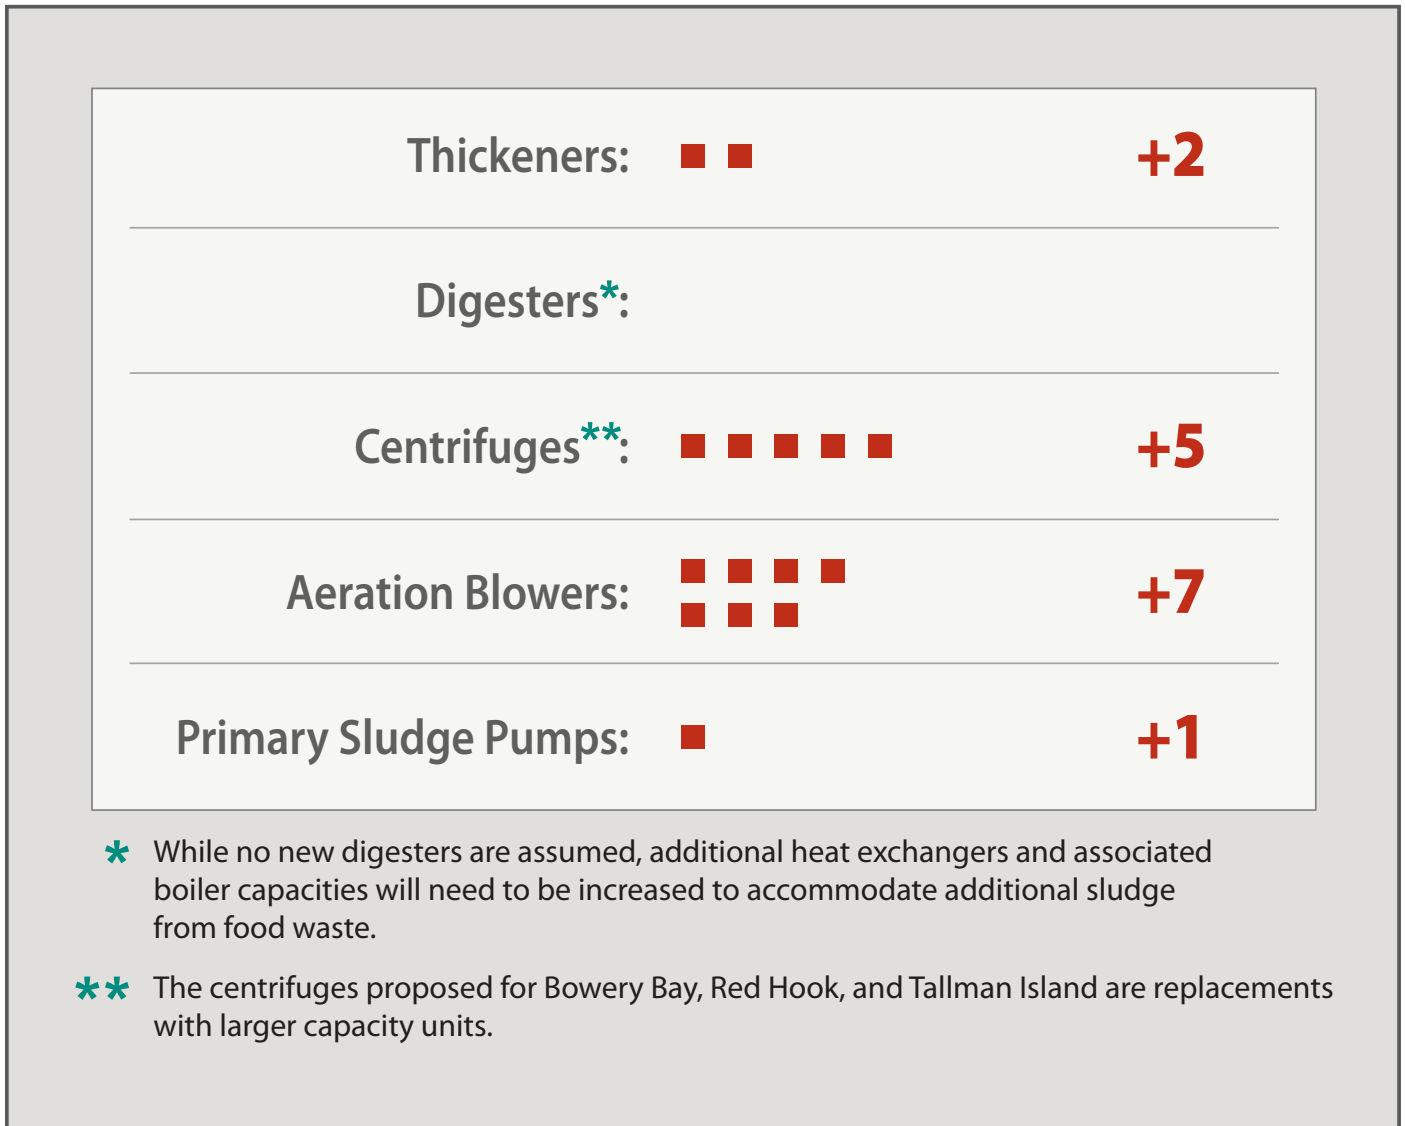 Thickeners: +2
Digesters*:
Centrifuges**: +5
Aeration Blowers: +7
Primary Sludge Pumps: +1
* While no new digesters are assumed, additional heat exchangers and associated
boiler capacities will need to be increased to accommodate additional sludge
from food waste.
** The centrifuges proposed for Bowery Bay, Red Hook, and Tallman Island are replacements
with larger capacity units.